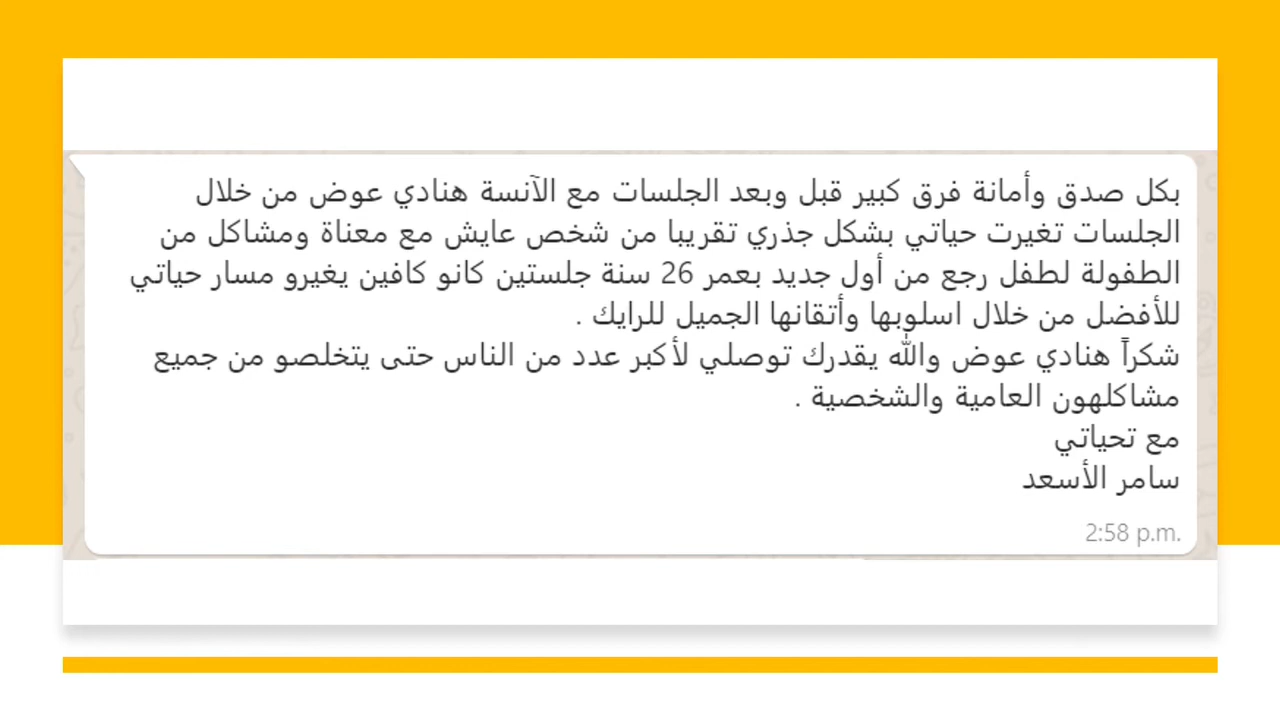 بكل صدق وأمانة فرق كبير قبل وبعد الجلسات مع الآنسة هنادي عوض من خلال
الجلسات تغيرت حياتي بشكل جذري تقريبا من شخص عايش مع معناة ومشاكل من
الطفولة لطفل رجع من أول جديد بعمر 26 سنة جلستين كانو كافين يغيرو مسار حياتي
للأفضل من خلال اسلوبها وأتقانها الجميل للرايك .
شكراً هنادي عوض والله يقدرك توصلي لأكبر عدد من الناس حتى يتخلصو من جميع
مشاكلهون العامية والشخصية .
مع تحياتي
سامر الأسعد
2:58 p.m.